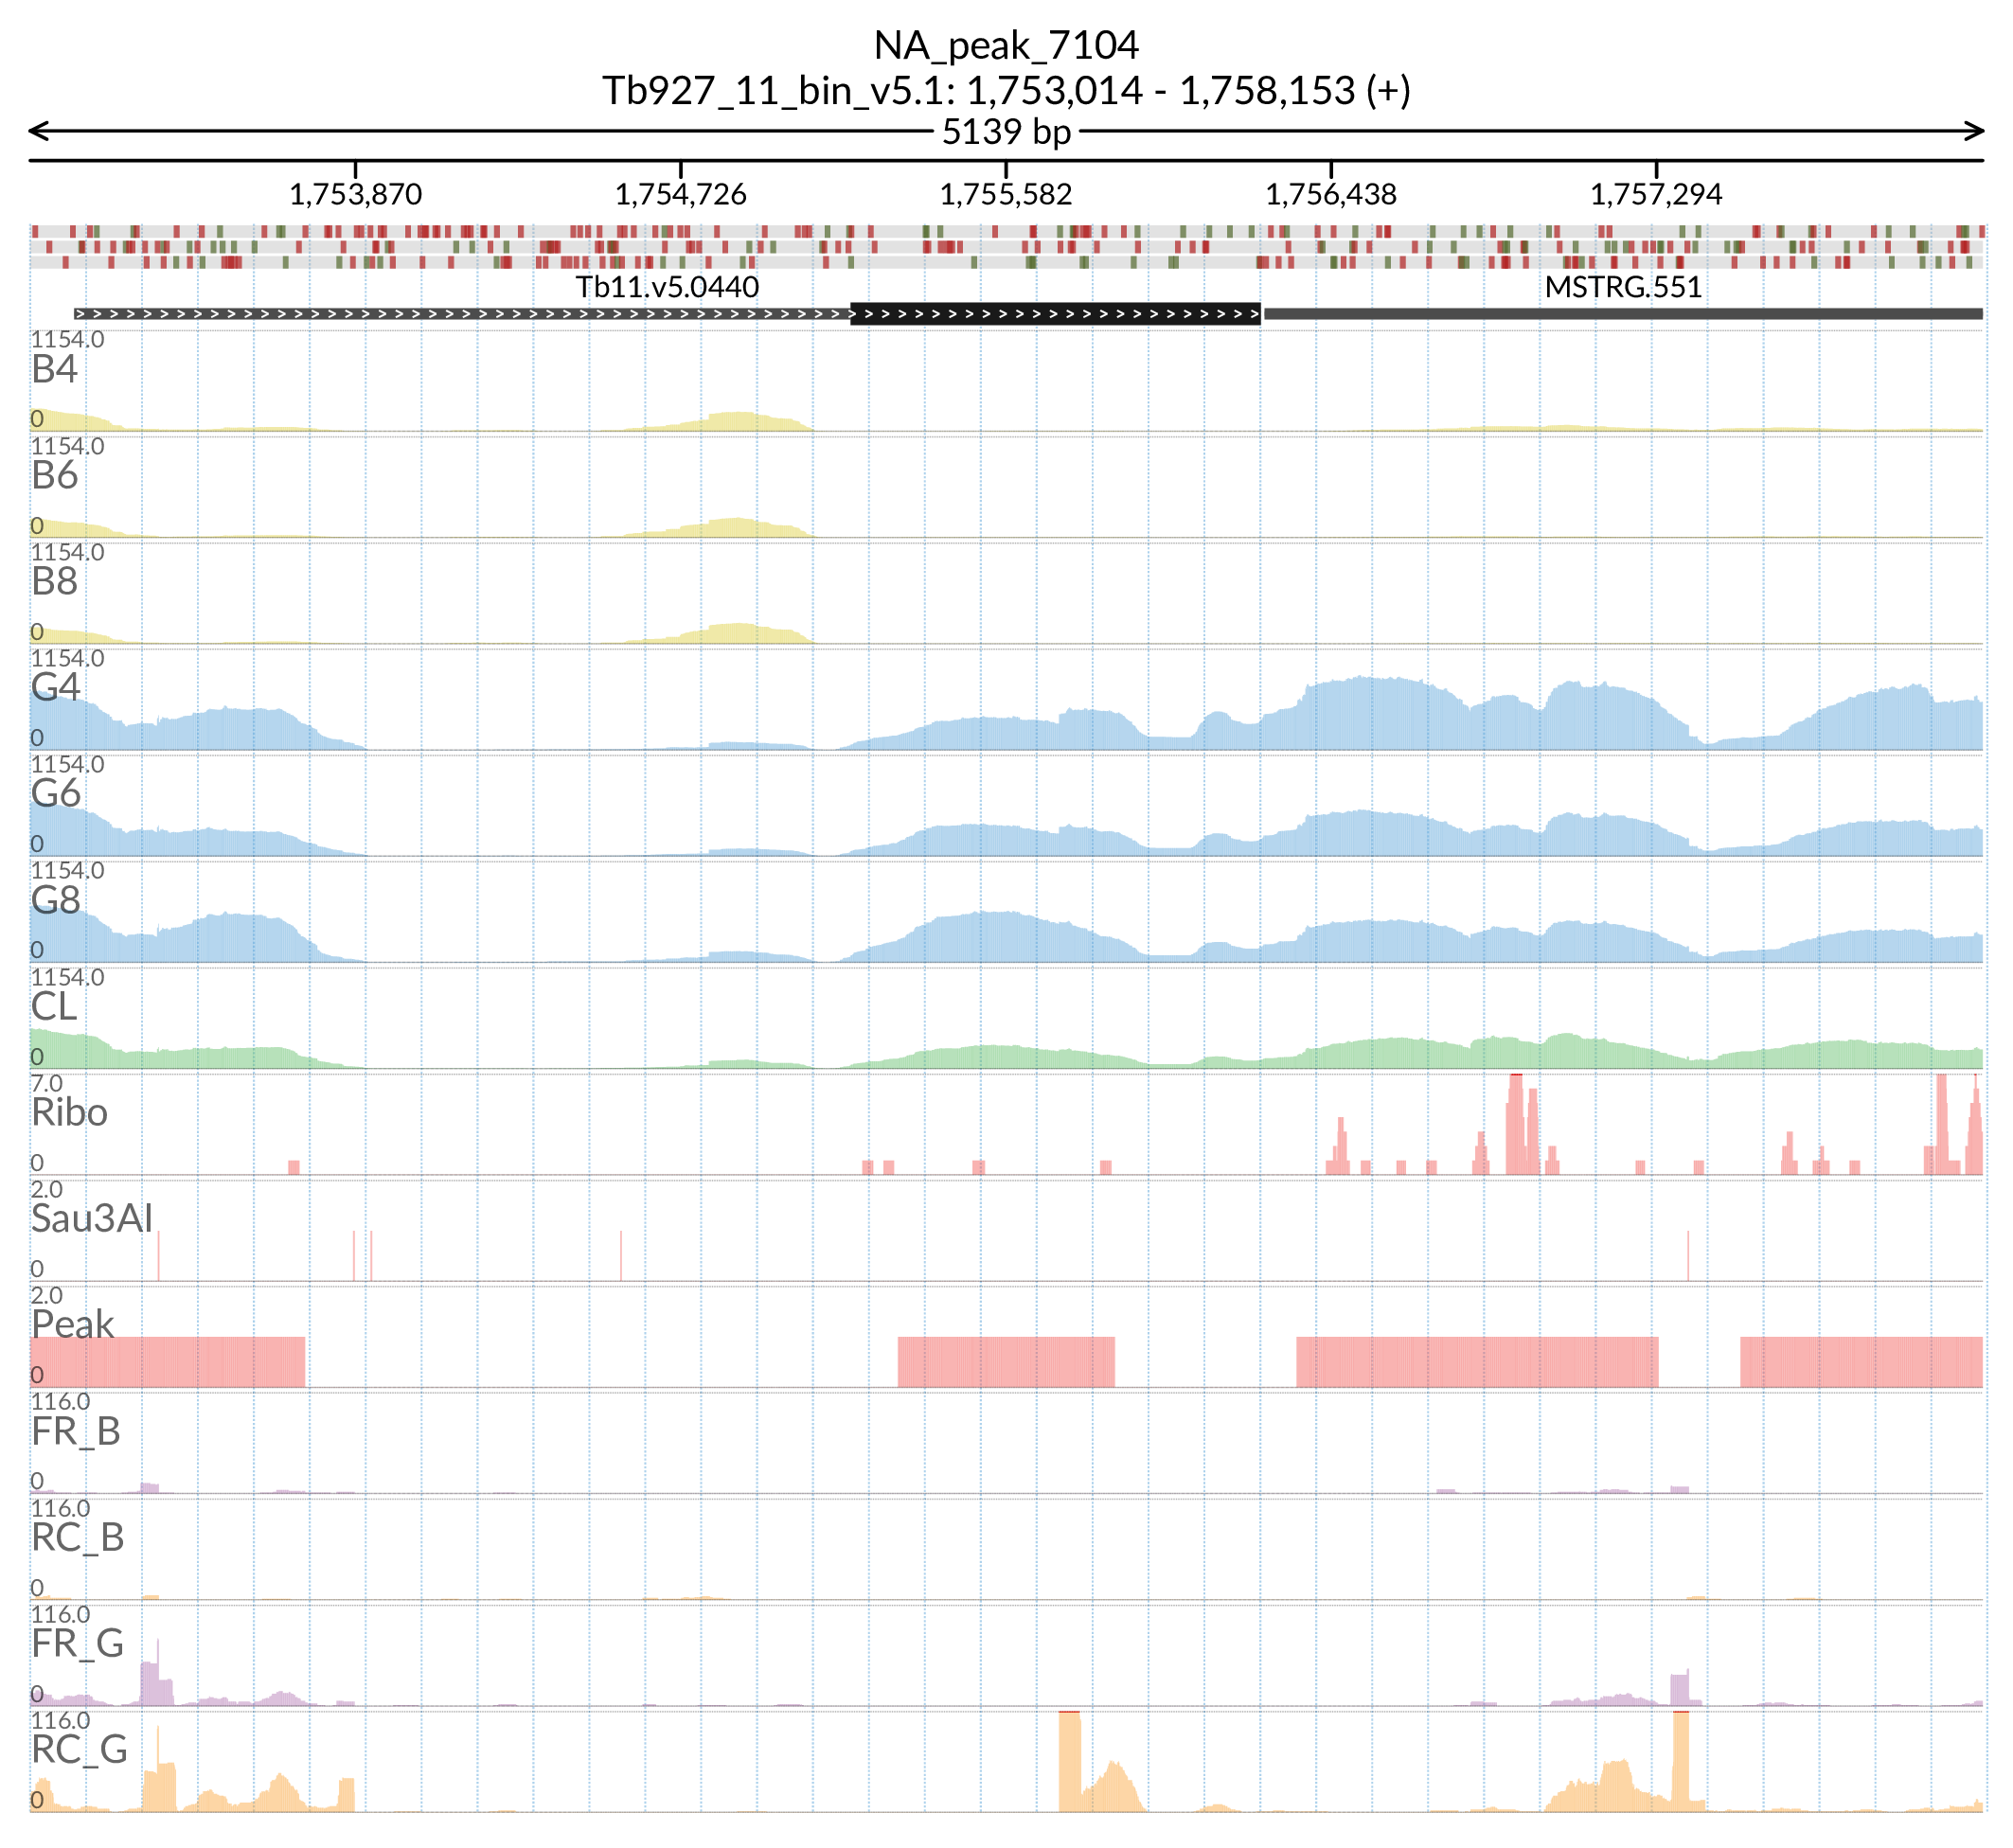 NA_peak_7104
Tb927_11_bin_v5.1: 1,753,014 - 1,758,153 (+)
5139 bp
1,753,870 1,754,726 1,755,582 1,756,438 1,757,294
Tb11.v5.0440 MSTRG.551
1154.0
B4
0
1154.0
B6
0
1154.0
B8
0
1154.0
G4
0
1154.0
G6
0
1154.0
G8
0
1154.0
CL
0
7.0
Ribo
0
2.0
Sau3AI
0
2.0
Peak
0
116.0
FR_B
0
116.0
RC_B
0
116.0
FR_G
0
116.0
RC_G
0